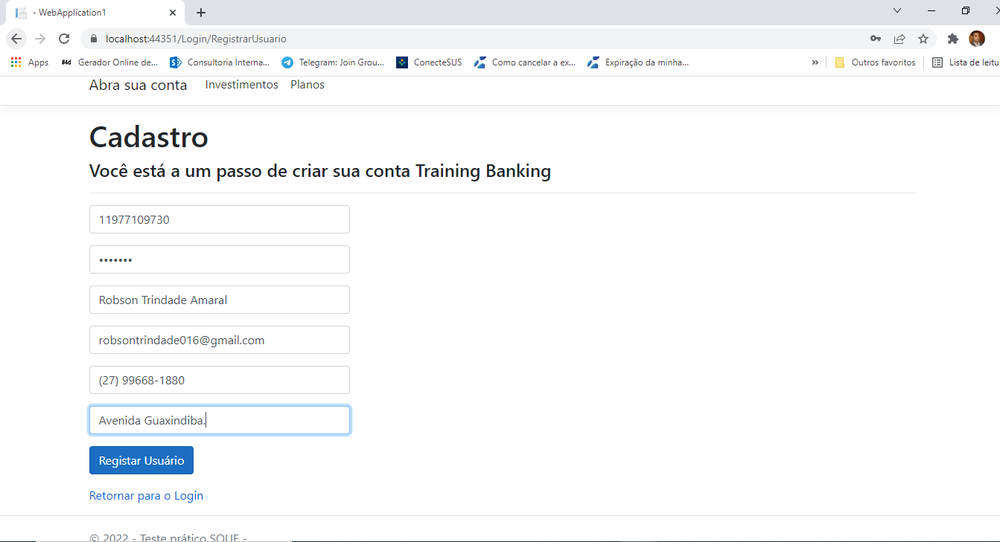 - WebApplication1
localhost:44351/Login/RegistrarUsuario
Apps #4d Gerador Online de... Consultoria Interna... Telegram: Join Grou... ConecteSUS Como cancelar a ex... Expiração da minha... » Outros favoritos Lista de leitu
Abra sua conta Investimentos Planos
Cadastro
Você está a um passo de criar sua conta Training Banking
11977109730
•••••••
Robson Trindade Amaral
robsontrindade016@gmail.com
(27) 99668-1880
Avenida Guaxindiba.
Registar Usuário
Retornar para o Login
© 2022 - Teste prático